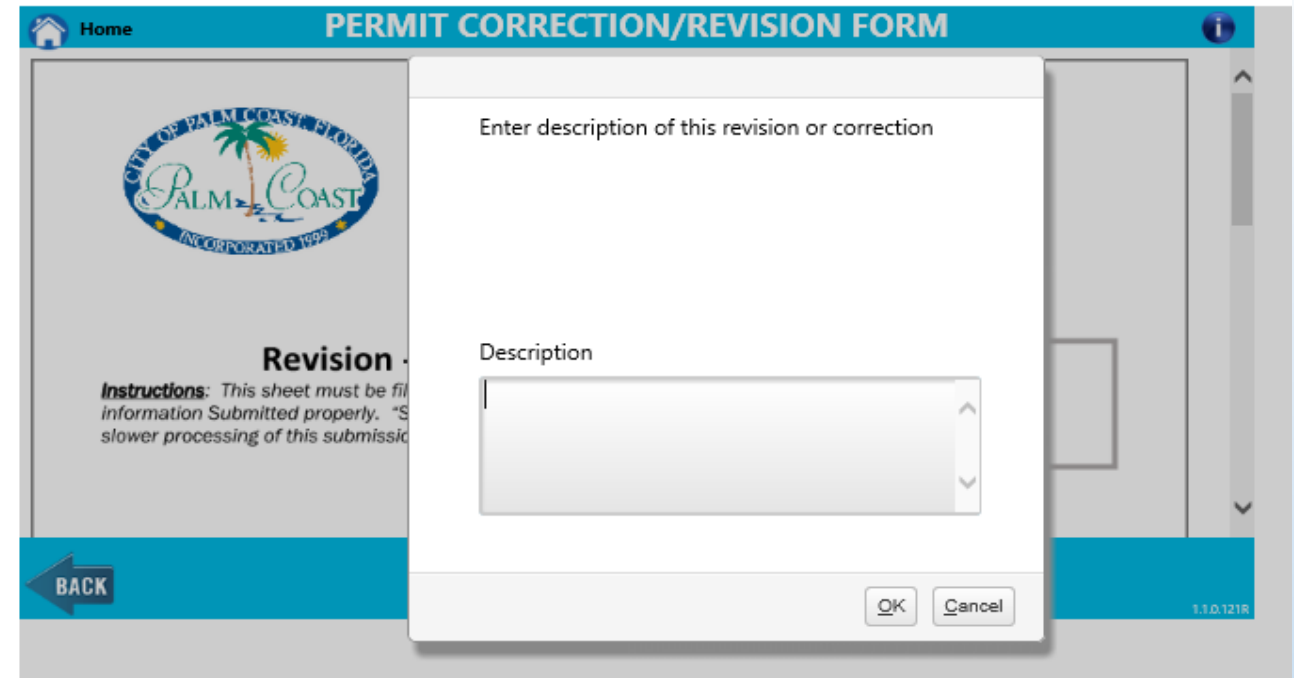 Home
PERMIT CORRECTION/REVISION FORM
i
CITY OF PALM COAST, FLORIDA
PALM COAST
INCORPORATED 1999
Revision -
Instructions: This sheet must be fil
information Submitted properly. "S
slower processing of this submissic
Enter description of this revision or correction
Description
OK
Cancel
BACK
1.1.0.121R